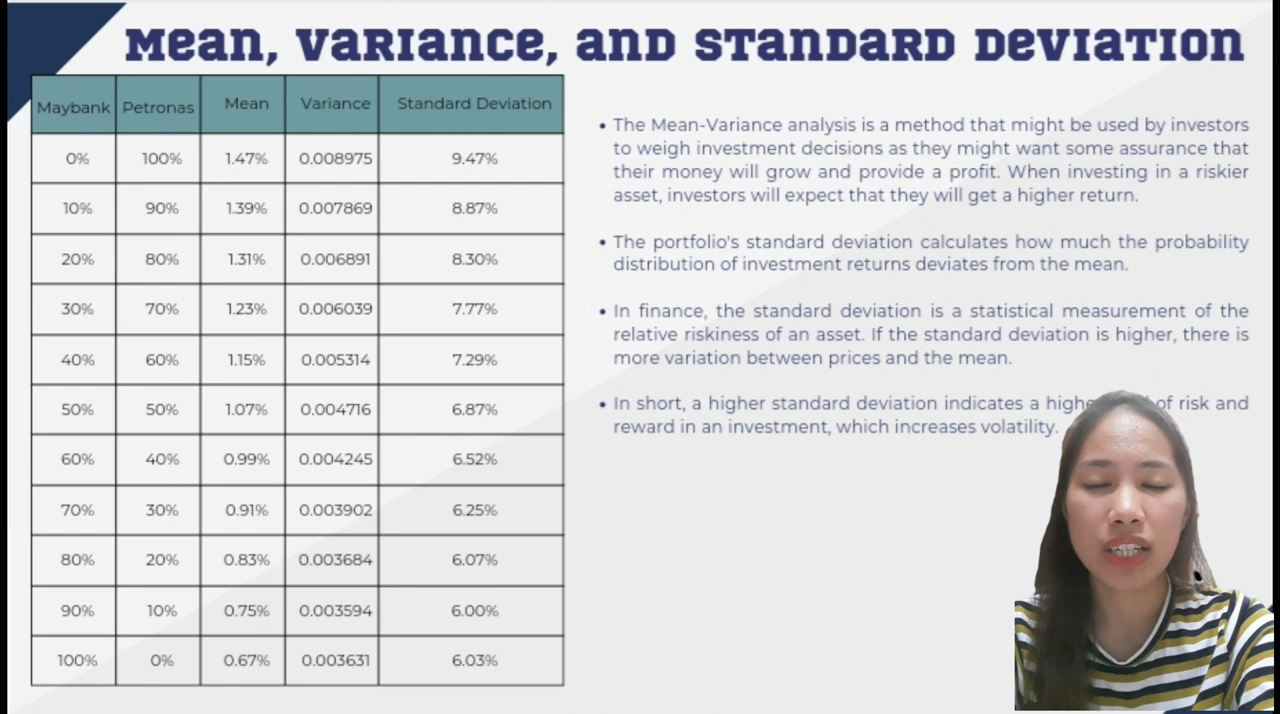 Mean, Variance, and Standard Deviation
Maybank Petronas Mean Variance Standard Deviation
0% 100% 1.47% 0.008975 9.47%
10% 90% 1.39% 0.007869 8.87%
20% 80% 1.31% 0.006891 8.30%
30% 70% 1.23% 0.006039 7.77%
40% 60% 1.15% 0.005314 7.29%
50% 50% 1.07% 0.004716 6.87%
60% 40% 0.99% 0.004245 6.52%
70% 30% 0.91% 0.003902 6.25%
80% 20% 0.83% 0.003684 6.07%
90% 10% 0.75% 0.003594 6.00%
100% 0% 0.67% 0.003631 6.03%
• The Mean-Variance analysis is a method that might be used by investors
to weigh investment decisions as they might want some assurance that
their money will grow and provide a profit. When investing in a riskier
asset, investors will expect that they will get a higher return.
• The portfolio's standard deviation calculates how much the probability
distribution of investment returns deviates from the mean.
• In finance, the standard deviation is a statistical measurement of the
relative riskiness of an asset. If the standard deviation is higher, there is
more variation between prices and the mean.
• In short, a higher standard deviation indicates a of risk and
reward in an investment, which increases volatility.